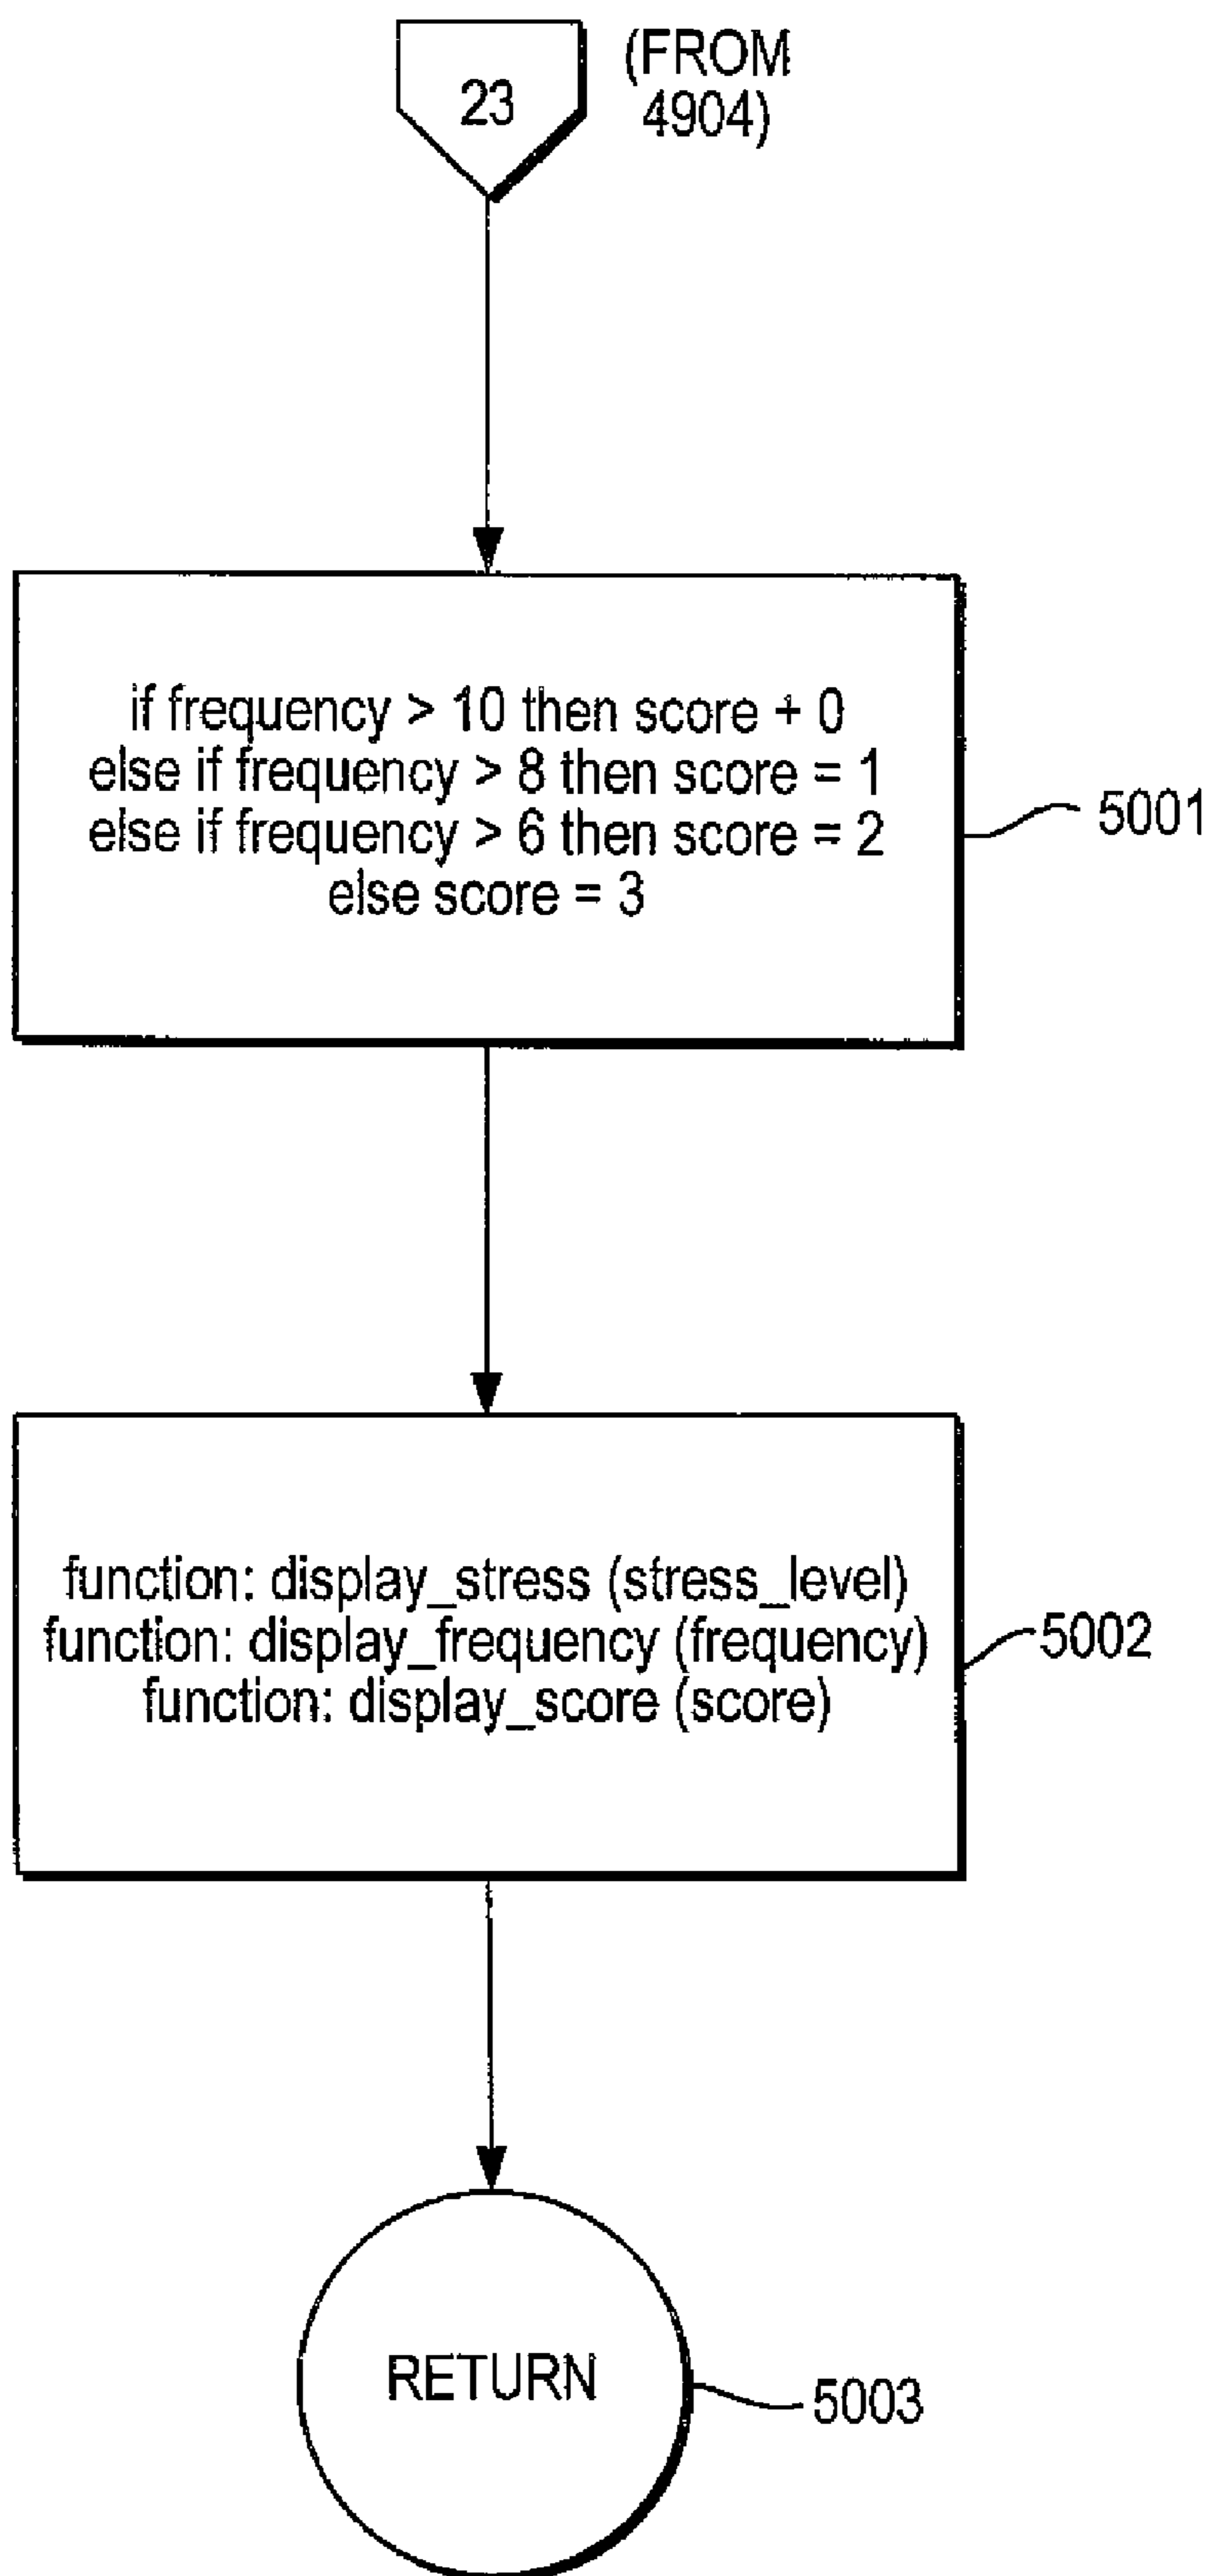 23
(FROM
4904)
if frequency > 10 then score + 0
else if frequency > 8 then score = 1
else if frequency > 6 then score = 2
else score = 3
5001
function: display_stress (stress_level)
function: display_frequency (frequency)
function: display_score (score)
5002
RETURN
5003